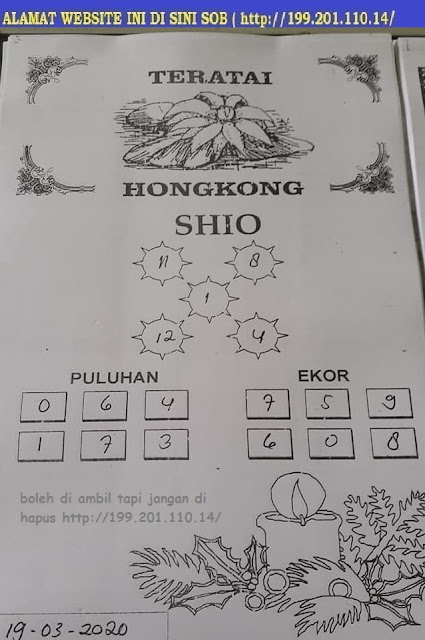 ALAMAT WEBSITE INI DI SINI SOB ( http://199.201.110.14/
TERATAI
HONGKONG
SHIO
11 8
1
12 4
PULUHAN EKOR
0 6 4 7 5 9
1 7 3 6 0 8
boleh di ambil tapi jangan di
hapus http://199.201.110.14/
19-03-2020